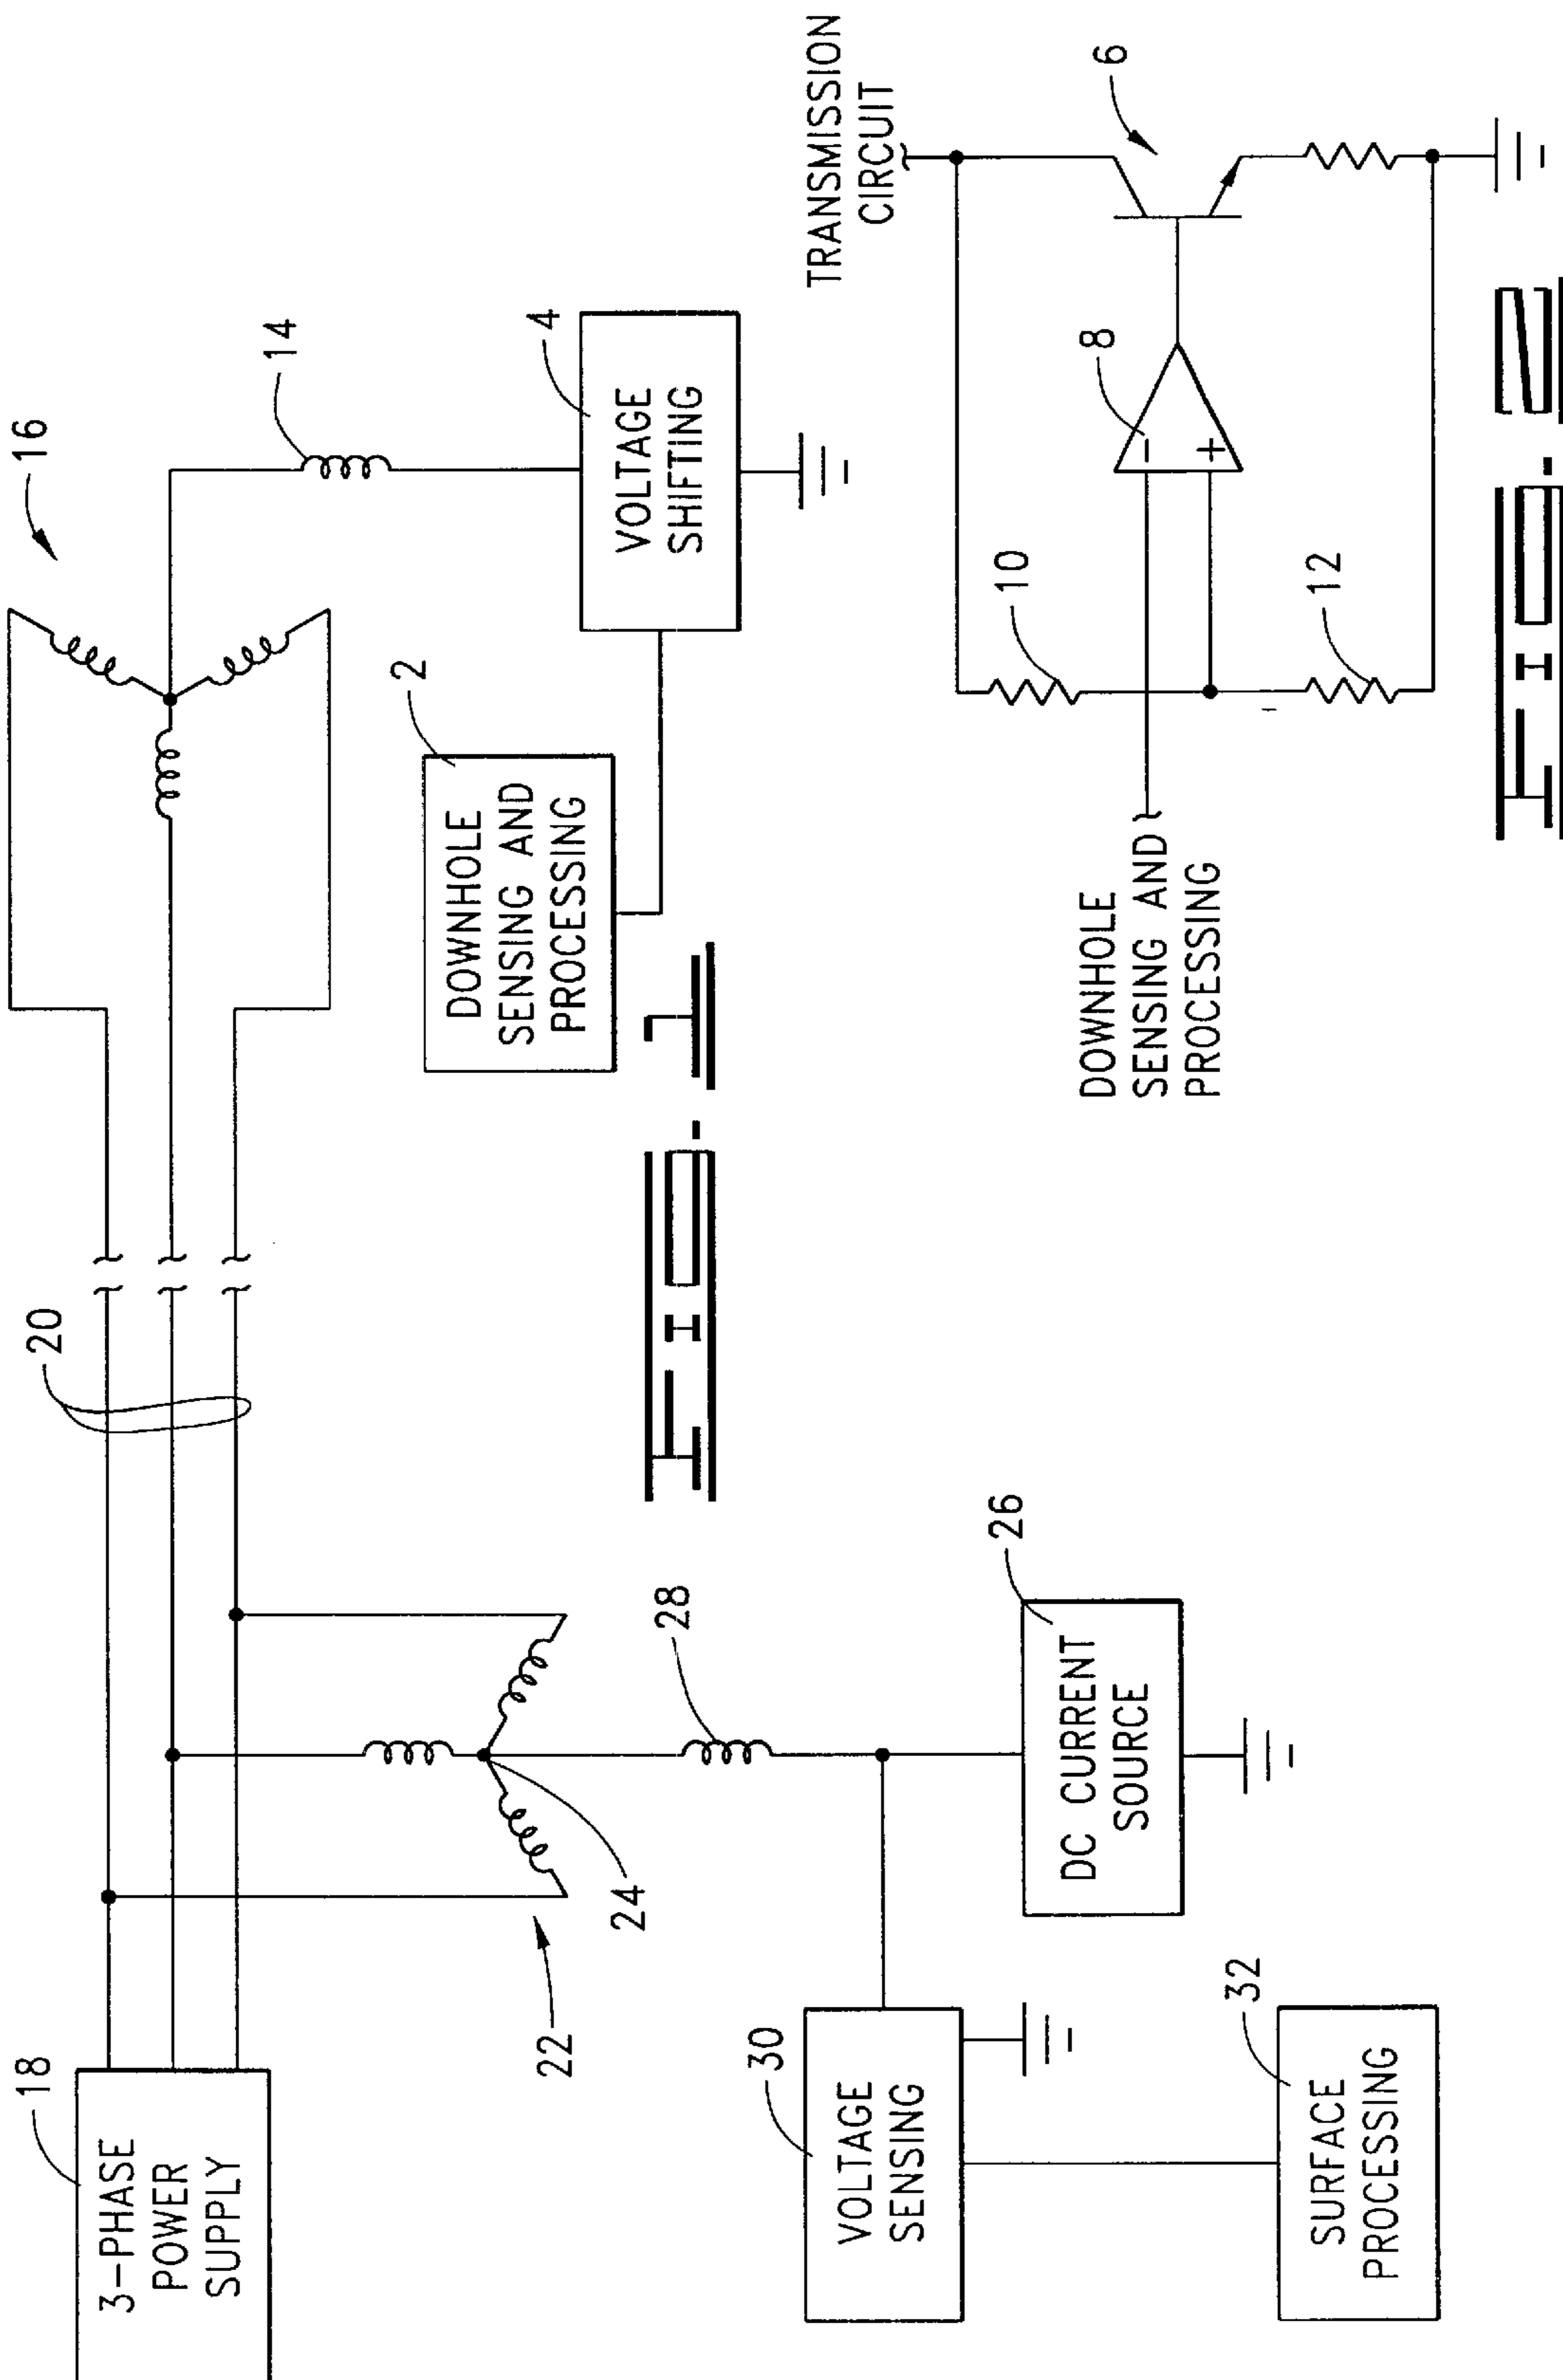 18
3-PHASE
POWER
SUPPLY
20
16
14
22
24
28
2
DOWNHOLE
SENSING AND
PROCESSING
4
VOLTAGE
SHIFTING
30
VOLTAGE
SENSING
26
DC CURRENT
SOURCE
32
SURFACE
PROCESSING
FIG. 1
TRANSMISSION
CIRCUIT
6
8
-
+
10
12
DOWNHOLE
SENSING AND
PROCESSING
FIG. 2